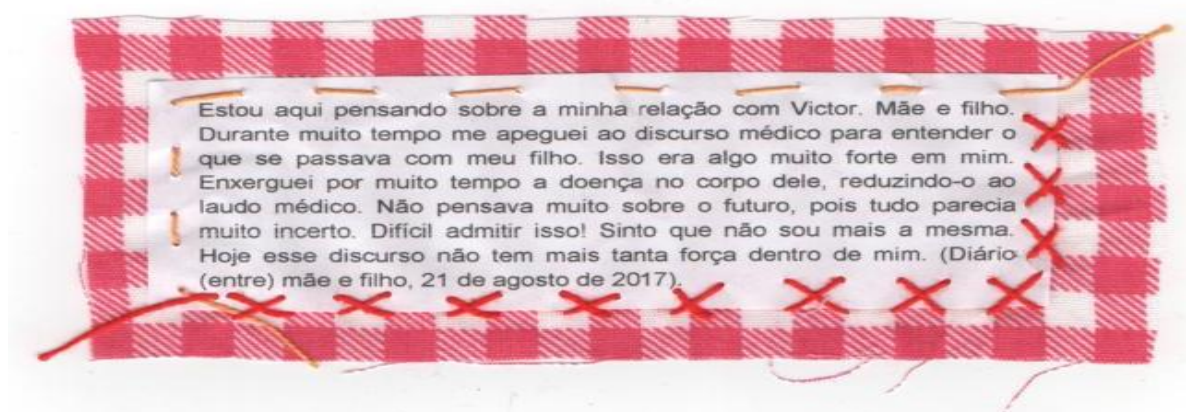 Estou aqui pensando sobre a minha relação com Victor. Mãe e filho.
Durante muito tempo me apeguei ao discurso médico para entender o
que se passava com meu filho. Isso era algo muito forte em mim.
Enxerguei por muito tempo a doença no corpo dele, reduzindo-o ao
laudo médico. Não pensava muito sobre o futuro, pois tudo parecia
muito incerto. Difícil admitir isso! Sinto que não sou mais a mesma.
Hoje esse discurso não tem mais tanta força dentro de mim. (Diário
(entre) mãe e filho, 21 de agosto de 2017).